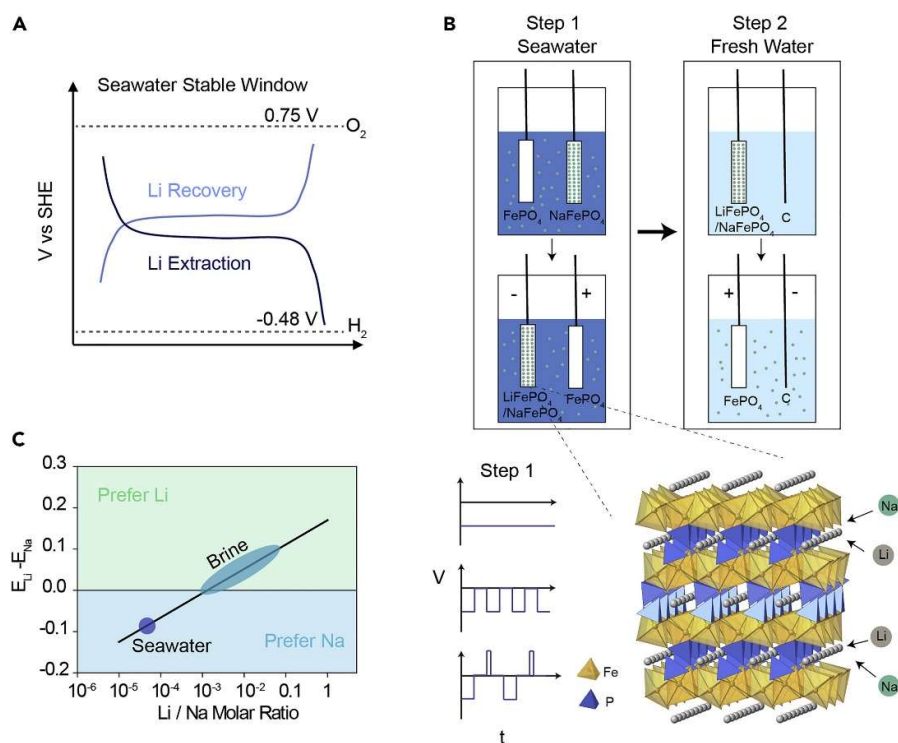 A
Seawater Stable Window
0.75 V
O₂
Li Recovery
Li Extraction
-0.48 V
H₂
V vs SHE
B
Step 1
Seawater
FePO₄
NaFePO₄
-
+
LiFePO₄
/NaFePO₄
FePO₄
Step 2
Fresh Water
LiFePO₄
/NaFePO₄
C
+
-
FePO₄
C
C
0.3
0.2
0.1
0.0
-0.1
-0.2
E_Li -E_Na
Prefer Li
Brine
Seawater
Prefer Na
10⁻⁶
10⁻⁵
10⁻⁴
10⁻³
10⁻²
0.1
1
Li / Na Molar Ratio
Step 1
V
t
Fe
P
Na
Li
Li
Na